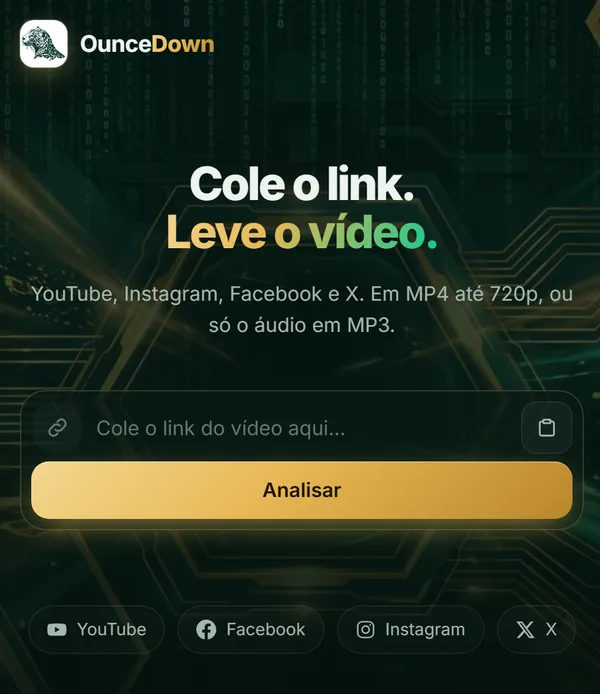 OunceDown
Cole o link.
Leve o vídeo.
YouTube, Instagram, Facebook e X. Em MP4 até 720p, ou
só o áudio em MP3.
Cole o link do vídeo aqui...
Analisar
YouTube
Facebook
Instagram
X